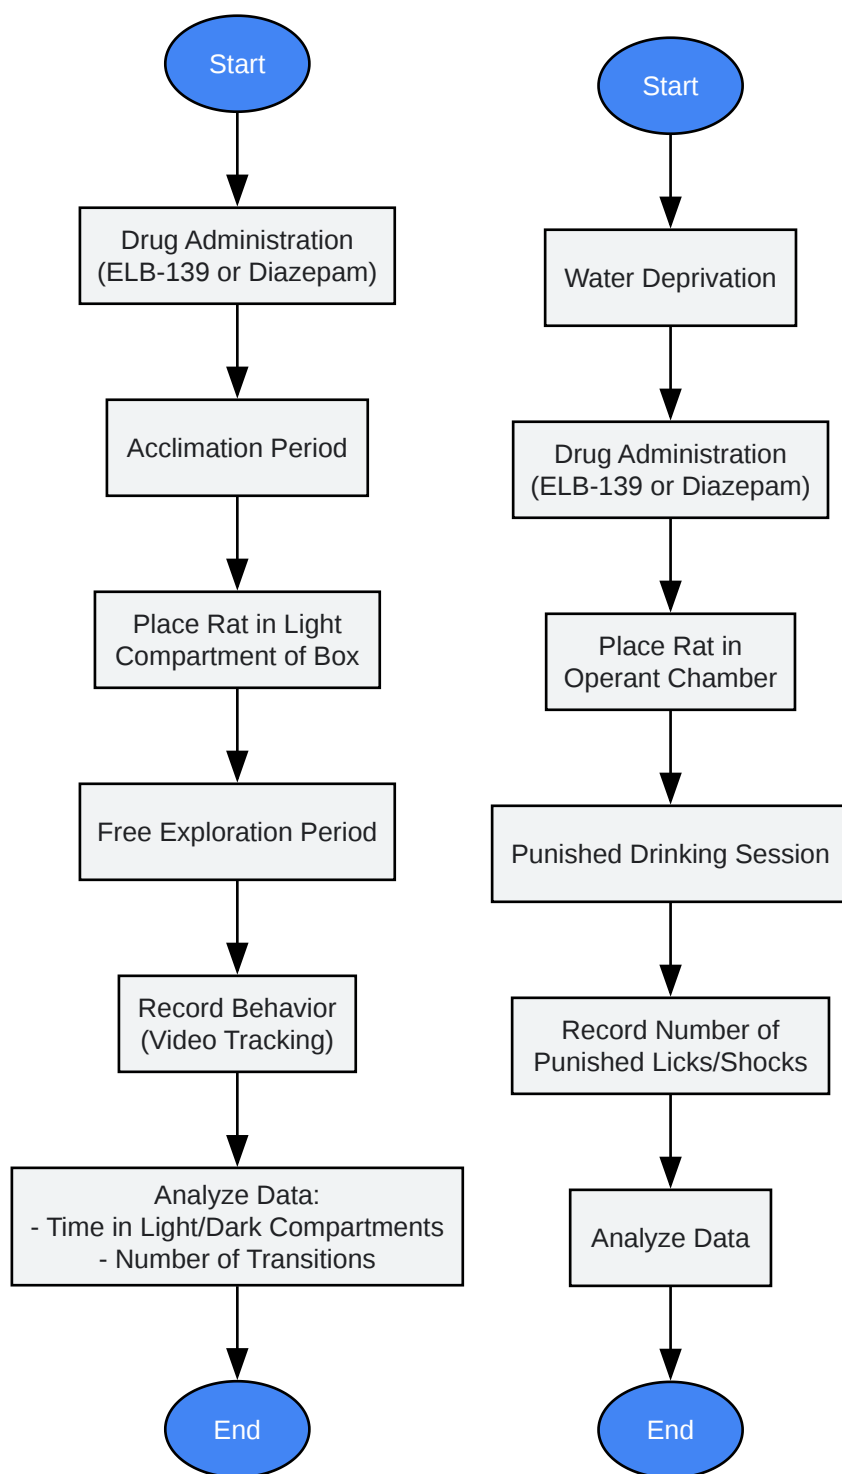 Start
Drug Administration
(ELB-139 or Diazepam)
Acclimation Period
Place Rat in Light
Compartment of Box
Free Exploration Period
Record Behavior
(Video Tracking)
Analyze Data:
- Time in Light/Dark Compartments
- Number of Transitions
End
Start
Water Deprivation
Drug Administration
(ELB-139 or Diazepam)
Place Rat in
Operant Chamber
Punished Drinking Session
Record Number of
Punished Licks/Shocks
Analyze Data
End